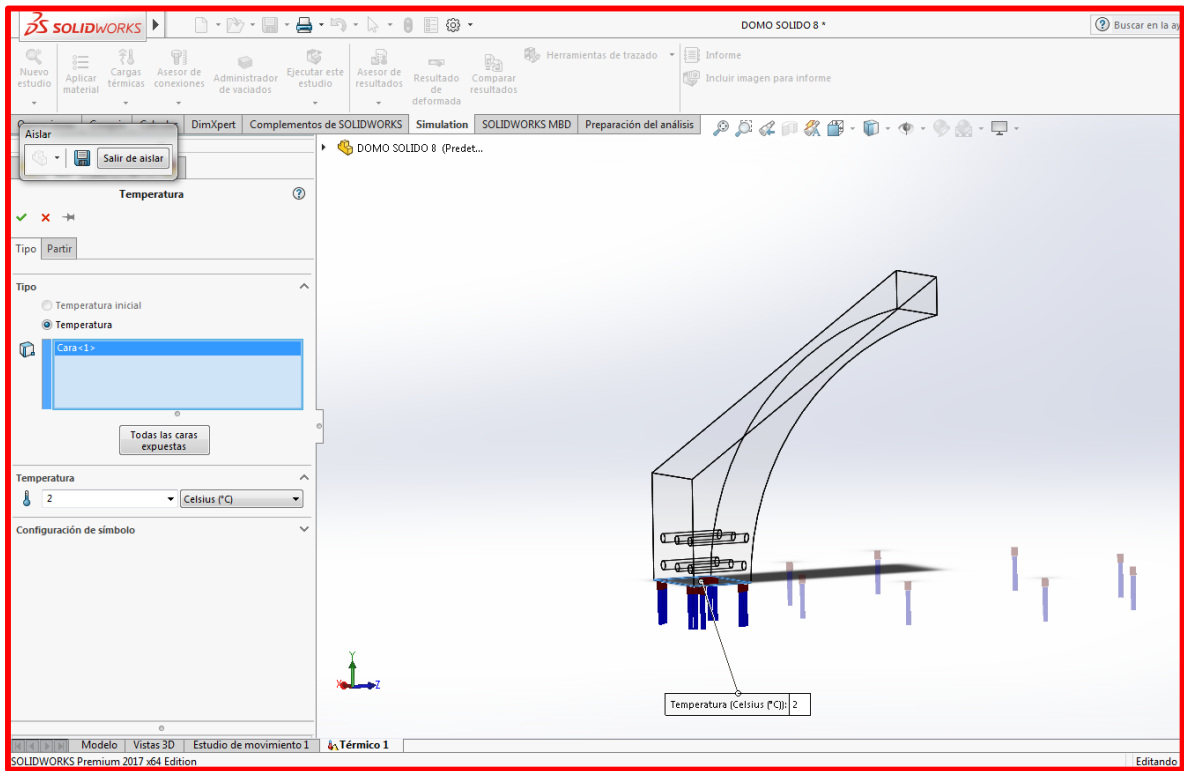 SOLIDWORKS
DOMO SOLIDO 8 *
Buscar en la ay
Nuevo estudio
Aplicar material
Cargas térmicas
Asesor de conexiones
Administrador de vaciados
Ejecutar este estudio
Asesor de resultados
Resultado de deformada
Comparar resultados
Herramientas de trazado
Informe
Incluir imagen para informe
DimXpert
Complementos de SOLIDWORKS
Simulation
SOLIDWORKS MBD
Preparación del análisis
Aislar
Salir de aislar
DOMO SOLIDO 8 (Predet...
Temperatura
Tipo
Partir
Tipo
Temperatura inicial
Temperatura
Cara<1>
Todas las caras
expuestas
Temperatura
2
Celsius (°C)
Configuración de símbolo
Y
X
Z
Temperatura (Celsius (°C)): 2
Modelo
Vistas 3D
Estudio de movimiento 1
Térmico 1
SOLIDWORKS Premium 2017 x64 Edition
Editando